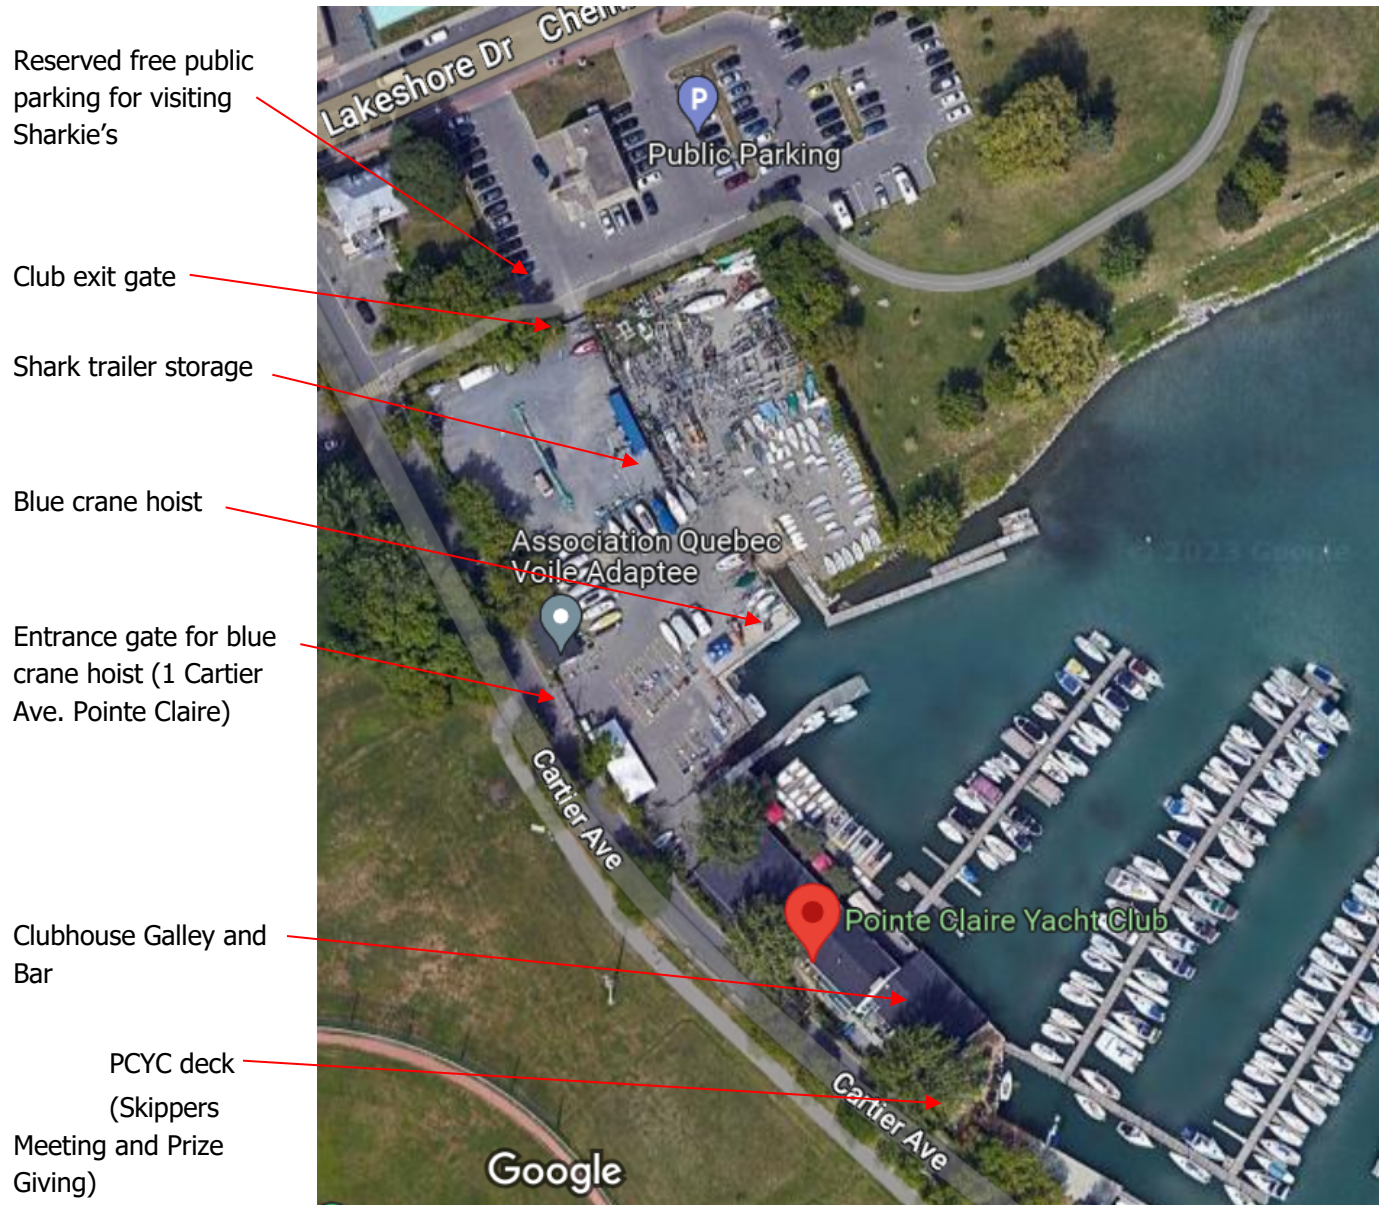 Reserved free public
parking for visiting
Sharkie’s
Club exit gate
Shark trailer storage
Blue crane hoist
Entrance gate for blue
crane hoist (1 Cartier
Ave. Pointe Claire)
Clubhouse Galley and
Bar
PCYC deck
(Skippers
Meeting and Prize
Giving)
Lakeshore Dr
P
Public Parking
Association Quebec
Voile Adaptee
Cartier Ave
Pointe Claire Yacht Club
Cartier Ave
Google